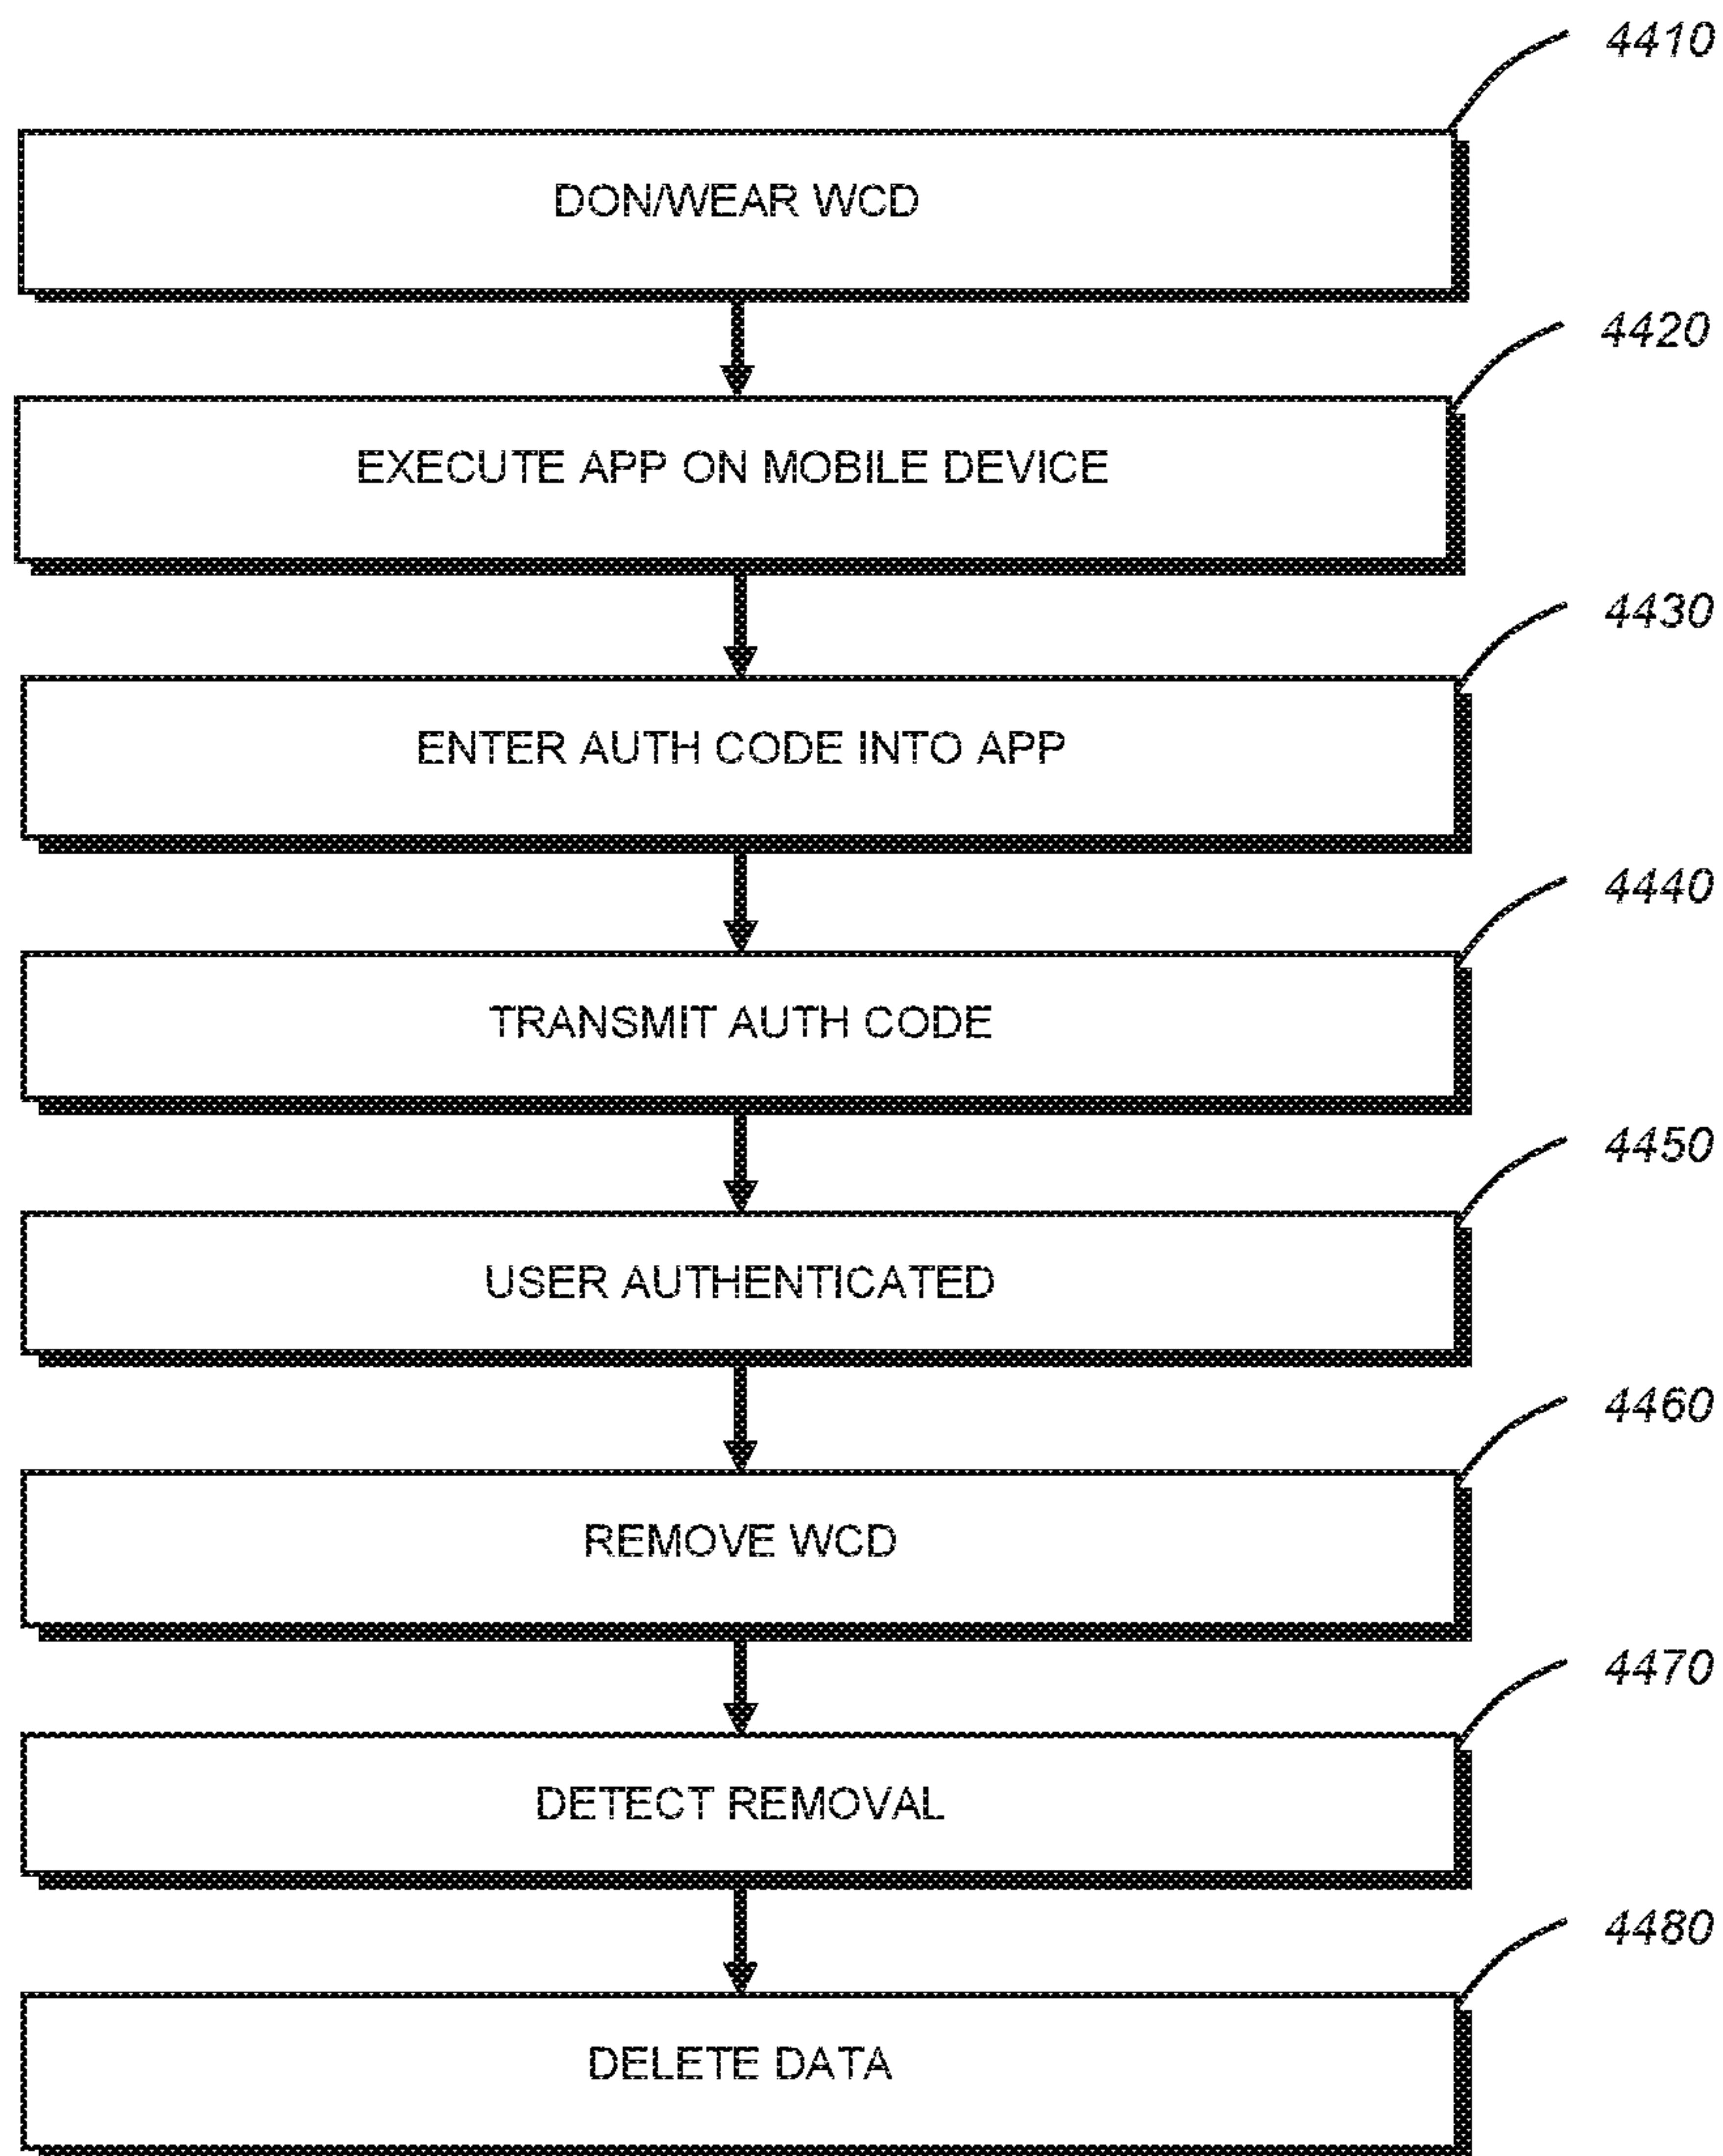 4410
DON/WEAR WCD
4420
EXECUTE APP ON MOBILE DEVICE
4430
ENTER AUTH CODE INTO APP
4440
TRANSMIT AUTH CODE
4450
USER AUTHENTICATED
4460
REMOVE WCD
4470
DETECT REMOVAL
4480
DELETE DATA